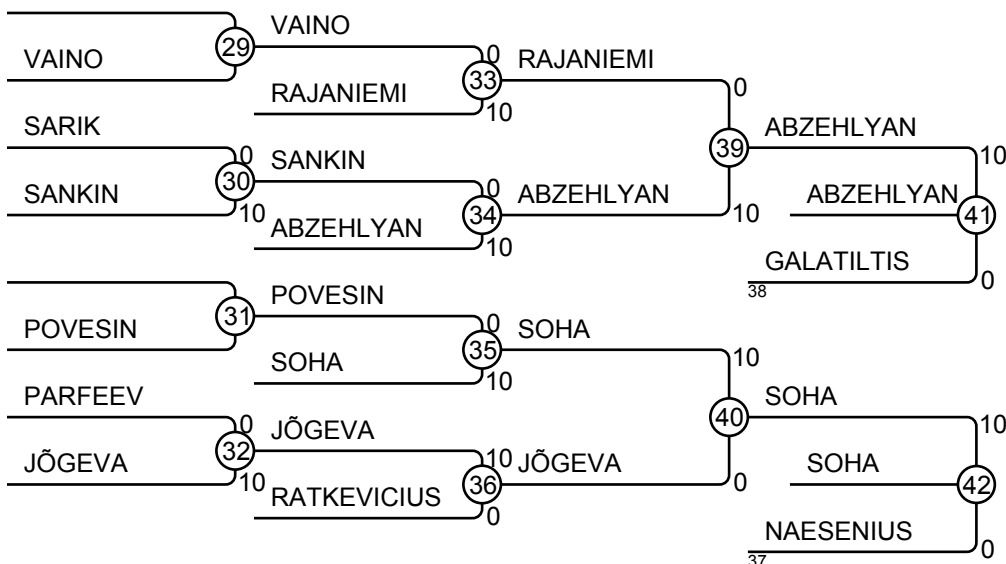 VAINO
29
VAINO
0
33
RAJANIEMI
10
RAJANIEMI
0
SARIK
0
30
SANKIN
10
SANKIN
0
34
ABZEHLYAN
10
ABZEHLYAN
10
39
ABZEHLYAN
10
ABZEHLYAN
41
GALATILTIS
38
0
POVESIN
31
POVESIN
0
35
SOHA
10
SOHA
10
PARFEEV
0
32
JÕGEVA
10
JÕGEVA
10
36
RATKEVICIUS
0
JÕGEVA
0
40
SOHA
10
SOHA
42
NAESENIUS
37
0